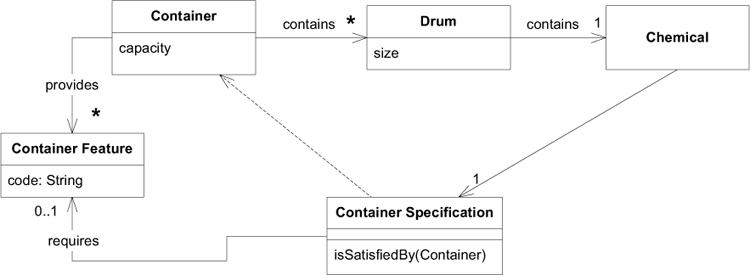 Container
capacity
contains
*
Drum
size
contains
1
Chemical
provides
*
Container Feature
code: String
0..1
requires
1
Container Specification
isSatisfiedBy(Container)